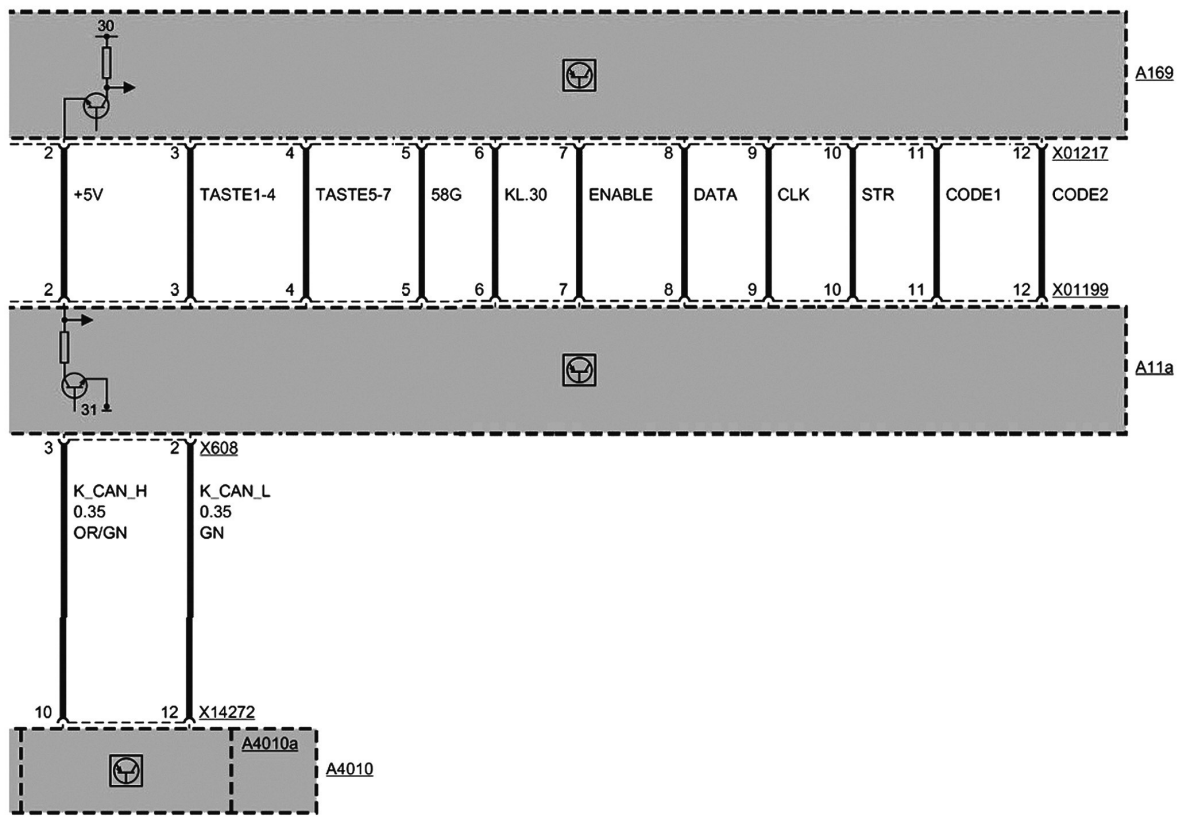 30
A169
2 3 4 5 6 7 8 9 10 11 12 X01217
+5V TASTE1-4 TASTE5-7 58G KL.30 ENABLE DATA CLK STR CODE1 CODE2
2 3 4 5 6 7 8 9 10 11 12 X01199
A11a
31
3 2 X608
K_CAN_H K_CAN_L
0.35 0.35
OR/GN GN
10 12 X14272
A4010a
A4010